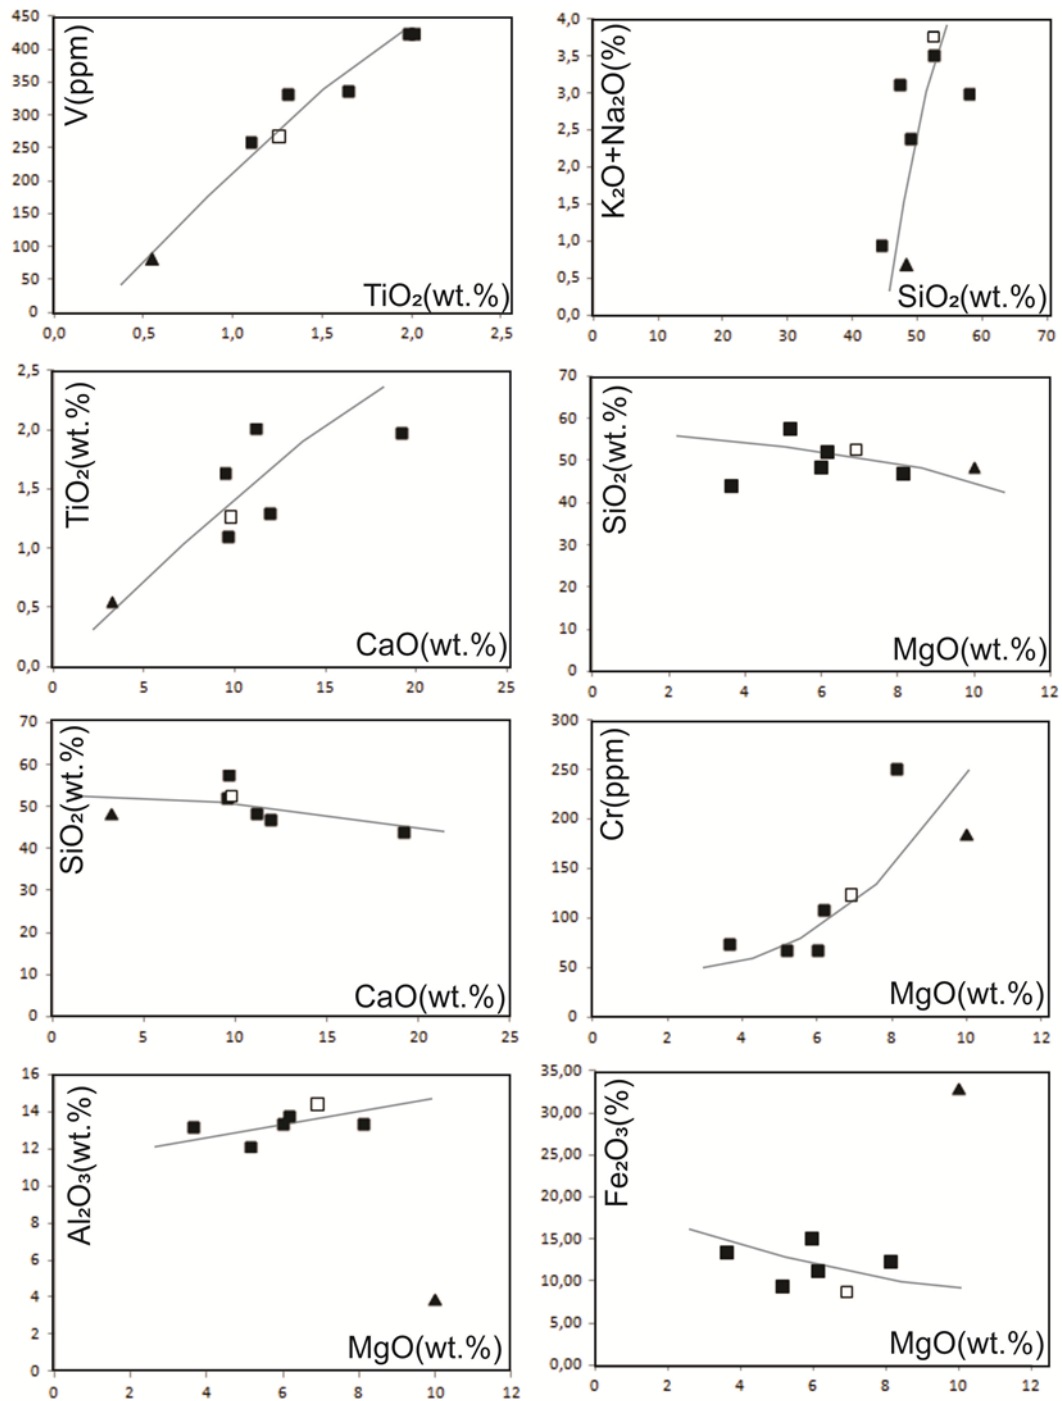 450
400
350
300
250
200
150
100
50
0
V(ppm)
TiO₂(wt.%)
0,0 0,5 1,0 1,5 2,0 2,5
4,0
3,5
3,0
2,5
2,0
1,5
1,0
0,5
0,0
K₂O+Na₂O(%)
SiO₂(wt.%)
0 10 20 30 40 50 60 70
2,5
2,0
1,5
1,0
0,5
0,0
TiO₂(wt.%)
CaO(wt.%)
0 5 10 15 20 25
70
60
50
40
30
20
10
0
SiO₂(wt.%)
MgO(wt.%)
0 2 4 6 8 10 12
70
60
50
40
30
20
10
0
SiO₂(wt.%)
CaO(wt.%)
0 5 10 15 20 25
300
250
200
150
100
50
0
Cr(ppm)
MgO(wt.%)
0 2 4 6 8 10 12
16
14
12
10
8
6
4
2
0
Al₂O₃(wt.%)
MgO(wt.%)
0 2 4 6 8 10 12
35,00
30,00
25,00
20,00
15,00
10,00
5,00
0,00
Fe₂O₃(%)
MgO(wt.%)
0 2 4 6 8 10 12